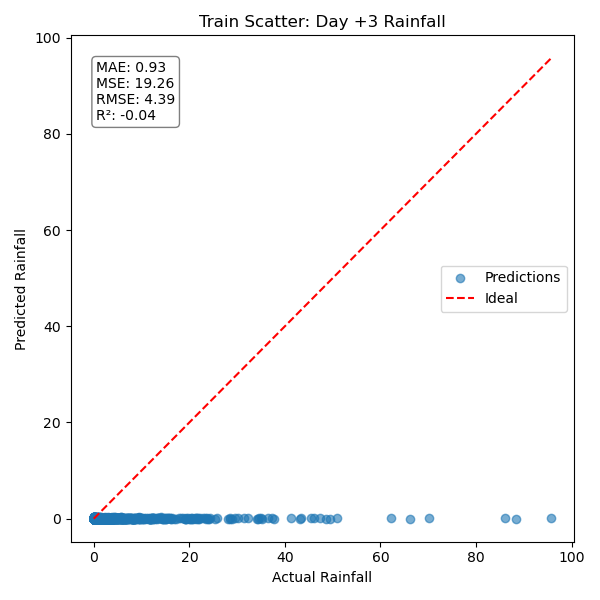 Train Scatter: Day +3 Rainfall
MAE: 0.93
MSE: 19.26
RMSE: 4.39
R²: -0.04
Predictions
Ideal
Predicted Rainfall
100
80
60
40
20
0
0 20 40 60 80 100
Actual Rainfall